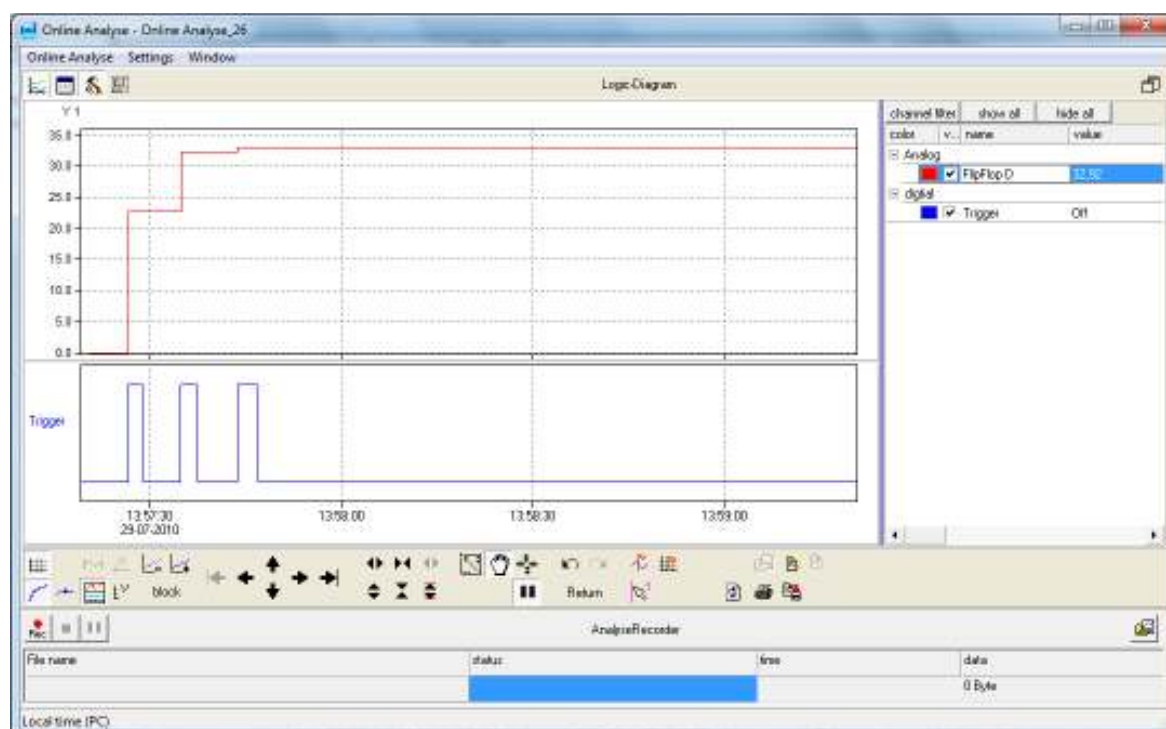 Online Analyse - Online Analyse_26
Online Analyse Settings Window
Logic-Diagram
Y 1
channel filter show all hide all
color v... name value
Analog
FlipFlop D 32,92
digital
Trigger Off
35.0
30.0
25.0
20.0
15.0
10.0
5.0
0.0
Trigger
13:57:30 13:58:00 13:58:30 13:59:00
29-07-2010
block
Return
Rec
AnalyseRecorder
File name status time data
0 Byte
Local time (PC)